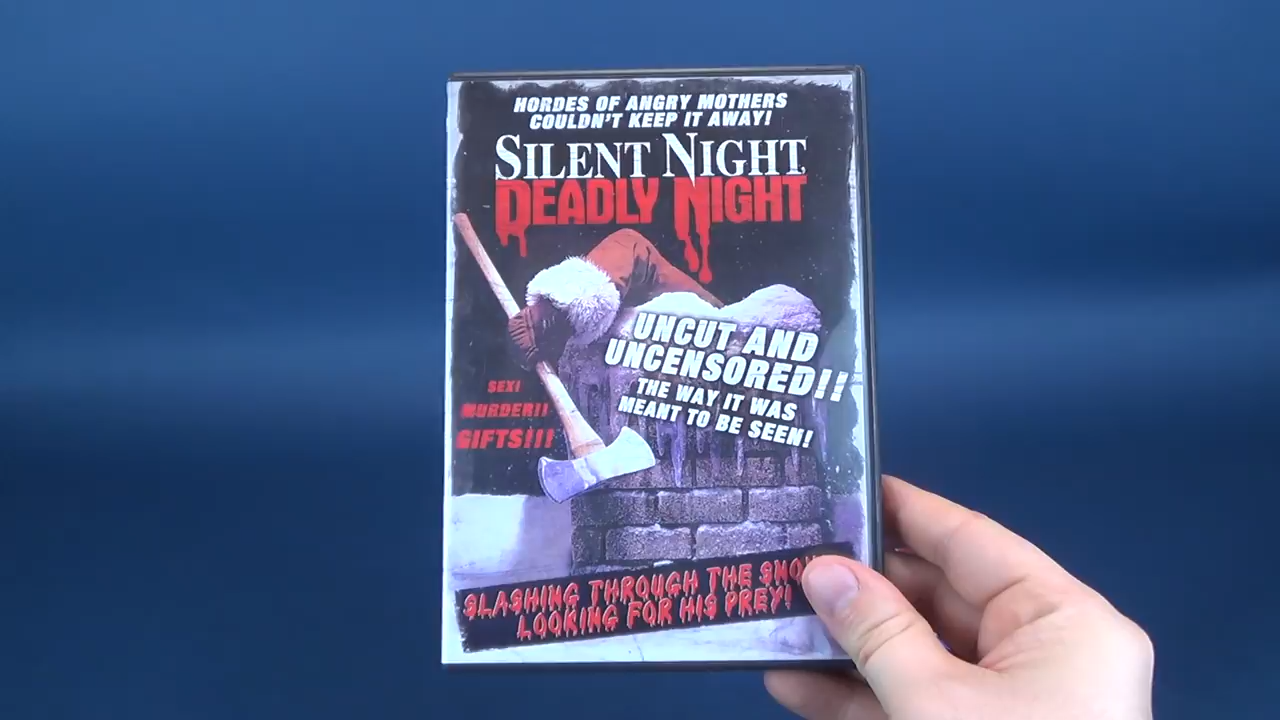 HORDES OF ANGRY MOTHERS
COULDN'T KEEP IT AWAY!
SILENT NIGHT,
DEADLY NIGHT
UNCUT AND
UNCENSORED!!
THE WAY IT WAS
MEANT TO BE SEEN!
SEX!
MURDER!!
GIFTS!!!
SLASHING THROUGH THE
LOOKING FOR HIS PREY!